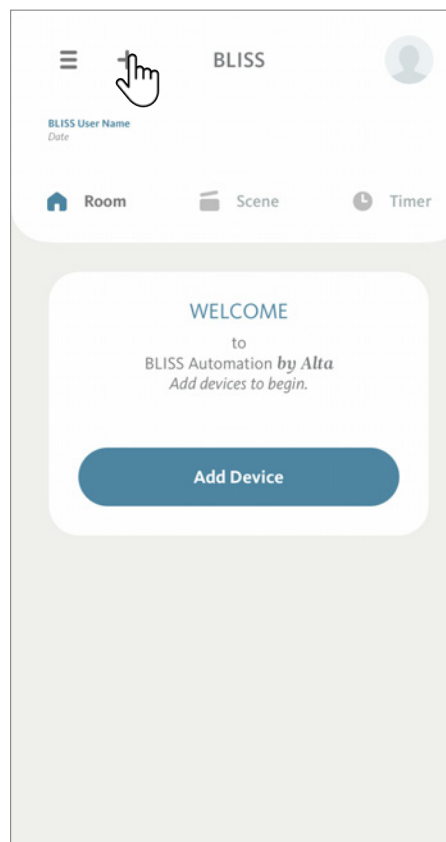 BLISS
BLISS User Name
Date
Room Scene Timer
WELCOME
to
BLISS Automation by Alta
Add devices to begin.
Add Device